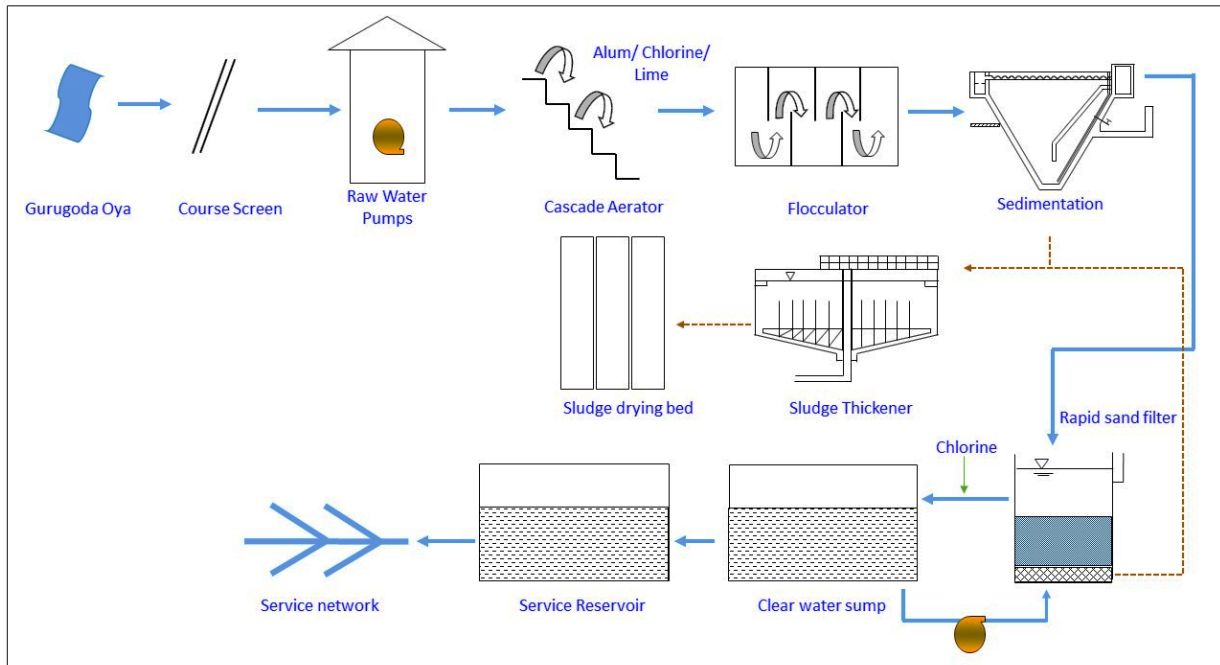 Alum/ Chlorine/
Lime
Gurugoda Oya
Course Screen
Raw Water
Pumps
Cascade Aerator
Flocculator
Sedimentation
Sludge drying bed
Sludge Thickener
Rapid sand filter
Chlorine
Service network
Service Reservoir
Clear water sump